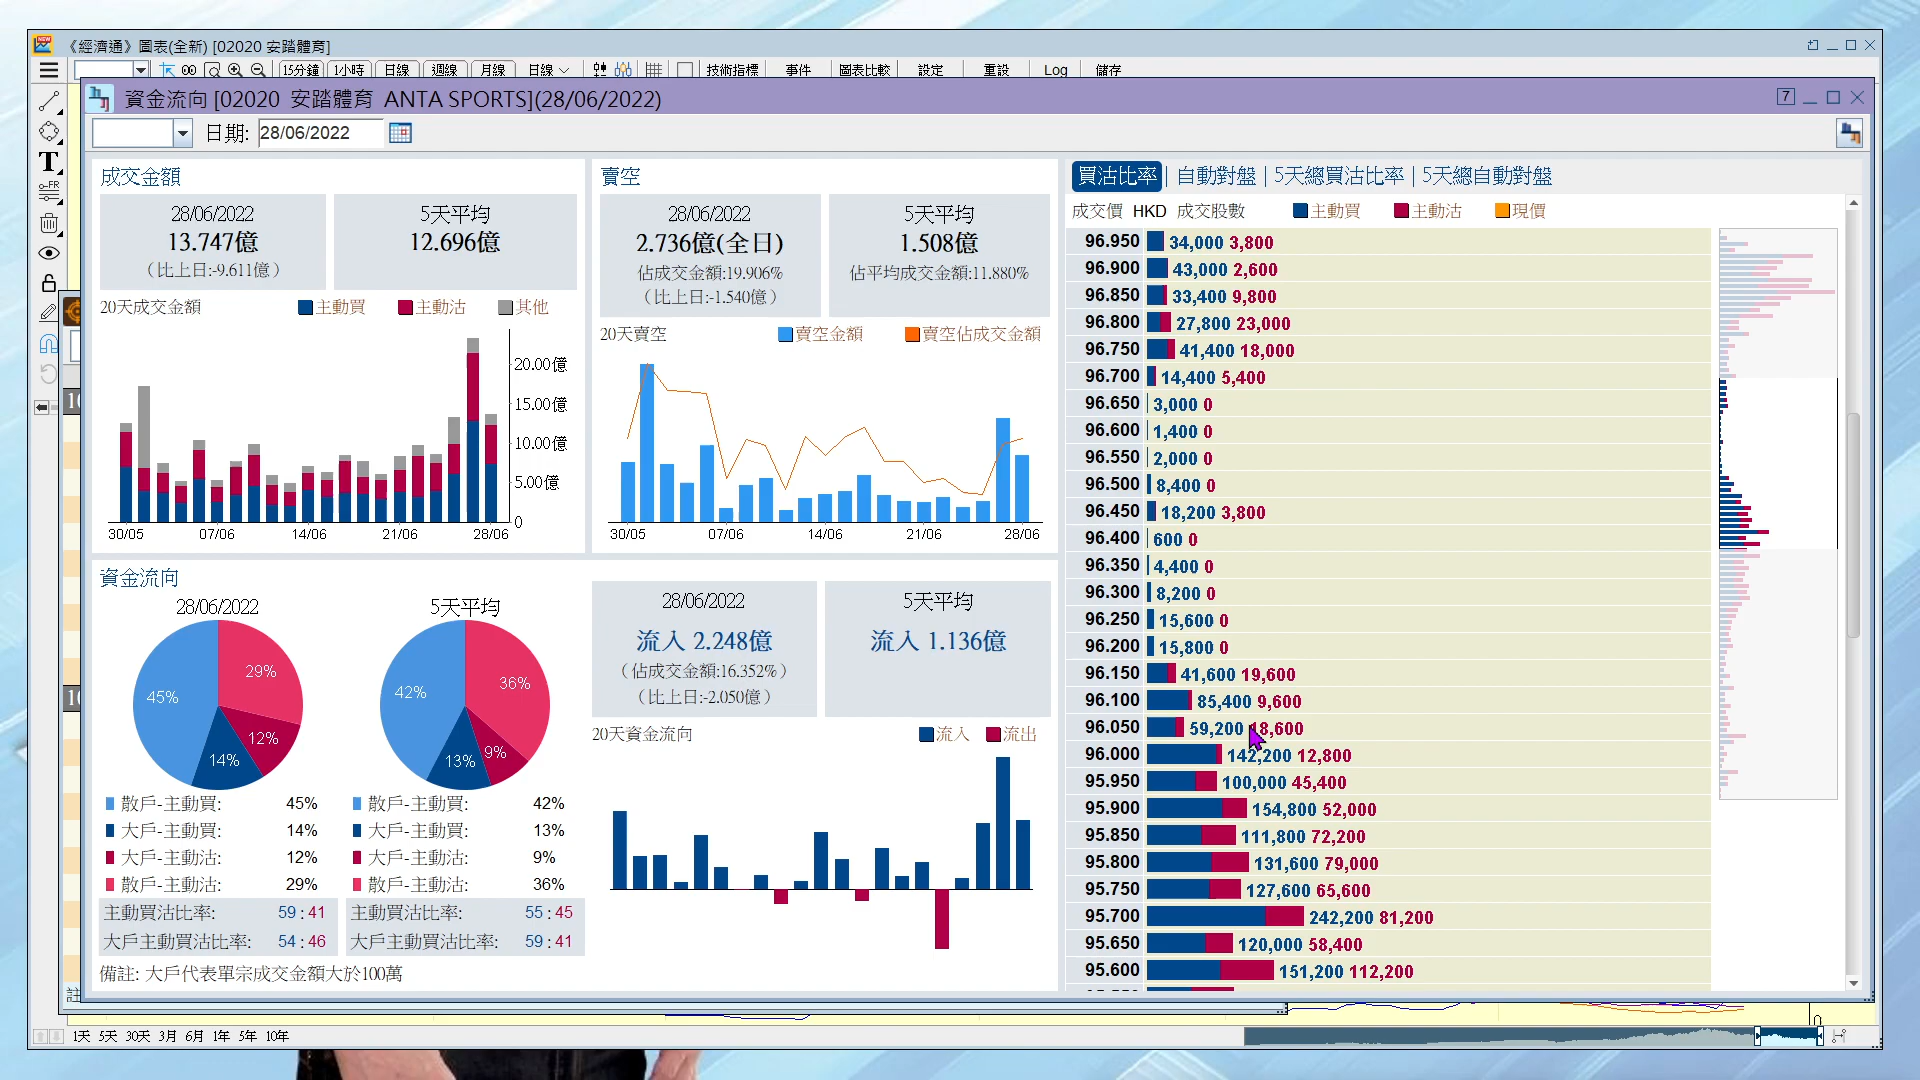 《經濟通》圖表(全新) [02020 安踏體育]
15分鐘 1小時 日線 週線 月線 日線 技術指標 事件 圖表比較 設定 重設 Log 儲存
資金流向 [02020 安踏體育 ANTA SPORTS](28/06/2022)
7
日期: 28/06/2022
成交金額
28/06/2022
13.747億
（比上日:-9.611億）
5天平均
12.696億
20天成交金額 主動買 主動沽 其他
20.00億
15.00億
10.00億
5.00億
0
30/05 07/06 14/06 21/06 28/06
賣空
28/06/2022
2.736億(全日)
佔成交金額:19.906%
（比上日:-1.540億）
5天平均
1.508億
佔平均成交金額:11.880%
20天賣空 賣空金額 賣空佔成交金額
30/05 07/06 14/06 21/06 28/06
資金流向
28/06/2022 5天平均
45% 29% 12% 14%
42% 36% 9% 13%
散戶-主動買: 45% 散戶-主動買: 42%
大戶-主動買: 14% 大戶-主動買: 13%
大戶-主動沽: 12% 大戶-主動沽: 9%
散戶-主動沽: 29% 散戶-主動沽: 36%
主動買沽比率: 59 : 41 主動買沽比率: 55 : 45
大戶主動買沽比率: 54 : 46 大戶主動買沽比率: 59 : 41
備註: 大戶代表單宗成交金額大於100萬
28/06/2022
流入 2.248億
（佔成交金額:16.352%）
（比上日:-2.050億）
5天平均
流入 1.136億
20天資金流向 流入 流出
買沽比率 | 自動對盤 | 5天總買沽比率 | 5天總自動對盤
成交價 HKD 成交股數 主動買 主動沽 現價
96.950 34,000 3,800
96.900 43,000 2,600
96.850 33,400 9,800
96.800 27,800 23,000
96.750 41,400 18,000
96.700 14,400 5,400
96.650 3,000 0
96.600 1,400 0
96.550 2,000 0
96.500 8,400 0
96.450 18,200 3,800
96.400 600 0
96.350 4,400 0
96.300 8,200 0
96.250 15,600 0
96.200 15,800 0
96.150 41,600 19,600
96.100 85,400 9,600
96.050 59,200 18,600
96.000 142,200 12,800
95.950 100,000 45,400
95.900 154,800 52,000
95.850 111,800 72,200
95.800 131,600 79,000
95.750 127,600 65,600
95.700 242,200 81,200
95.650 120,000 58,400
95.600 151,200 112,200
1天 5天 30天 3月 6月 1年 5年 10年